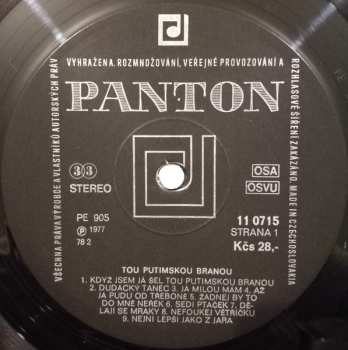 VYHRAŽENA. ROZMNOŽOVÁNÍ, VEŘEJNÉ PROVOZOVÁNÍ A
ROZHLASOVÉ ŠÍŘENÍ ZAKÁZÁNO. MADE IN CZECHOSLOVAKIA
VŠECHNA PRÁVA VÝROBCE A VLASTNÍKŮ AUTORSKÝCH PRÁV
PANTON
33
STEREO
OSA
OSVU
PE 905
℗ 1977
78 2
11 0715
STRANA 1
Kčs 28,-
TOU PUTIMSKOU BRANOU
1. KDYŽ JSEM JÁ ŠEL TOU PUTIMSKOU BRANOU
2. DUDÁCKÝ TANEC 3. JÁ MILOU MÁM 4. AŽ
JÁ PUDU OD TŘEBONĚ 5. ŽÁDNEJ BY TO
DO MNĚ NEŘEK 6. SEDÍ PTÁČEK 7. DĚ-
LAJÍ SE MRAKY 8. NEFOUKEJ VĚTŘÍČKU
9. NEJNÍ LEPŠÍ JAKO Z JARA